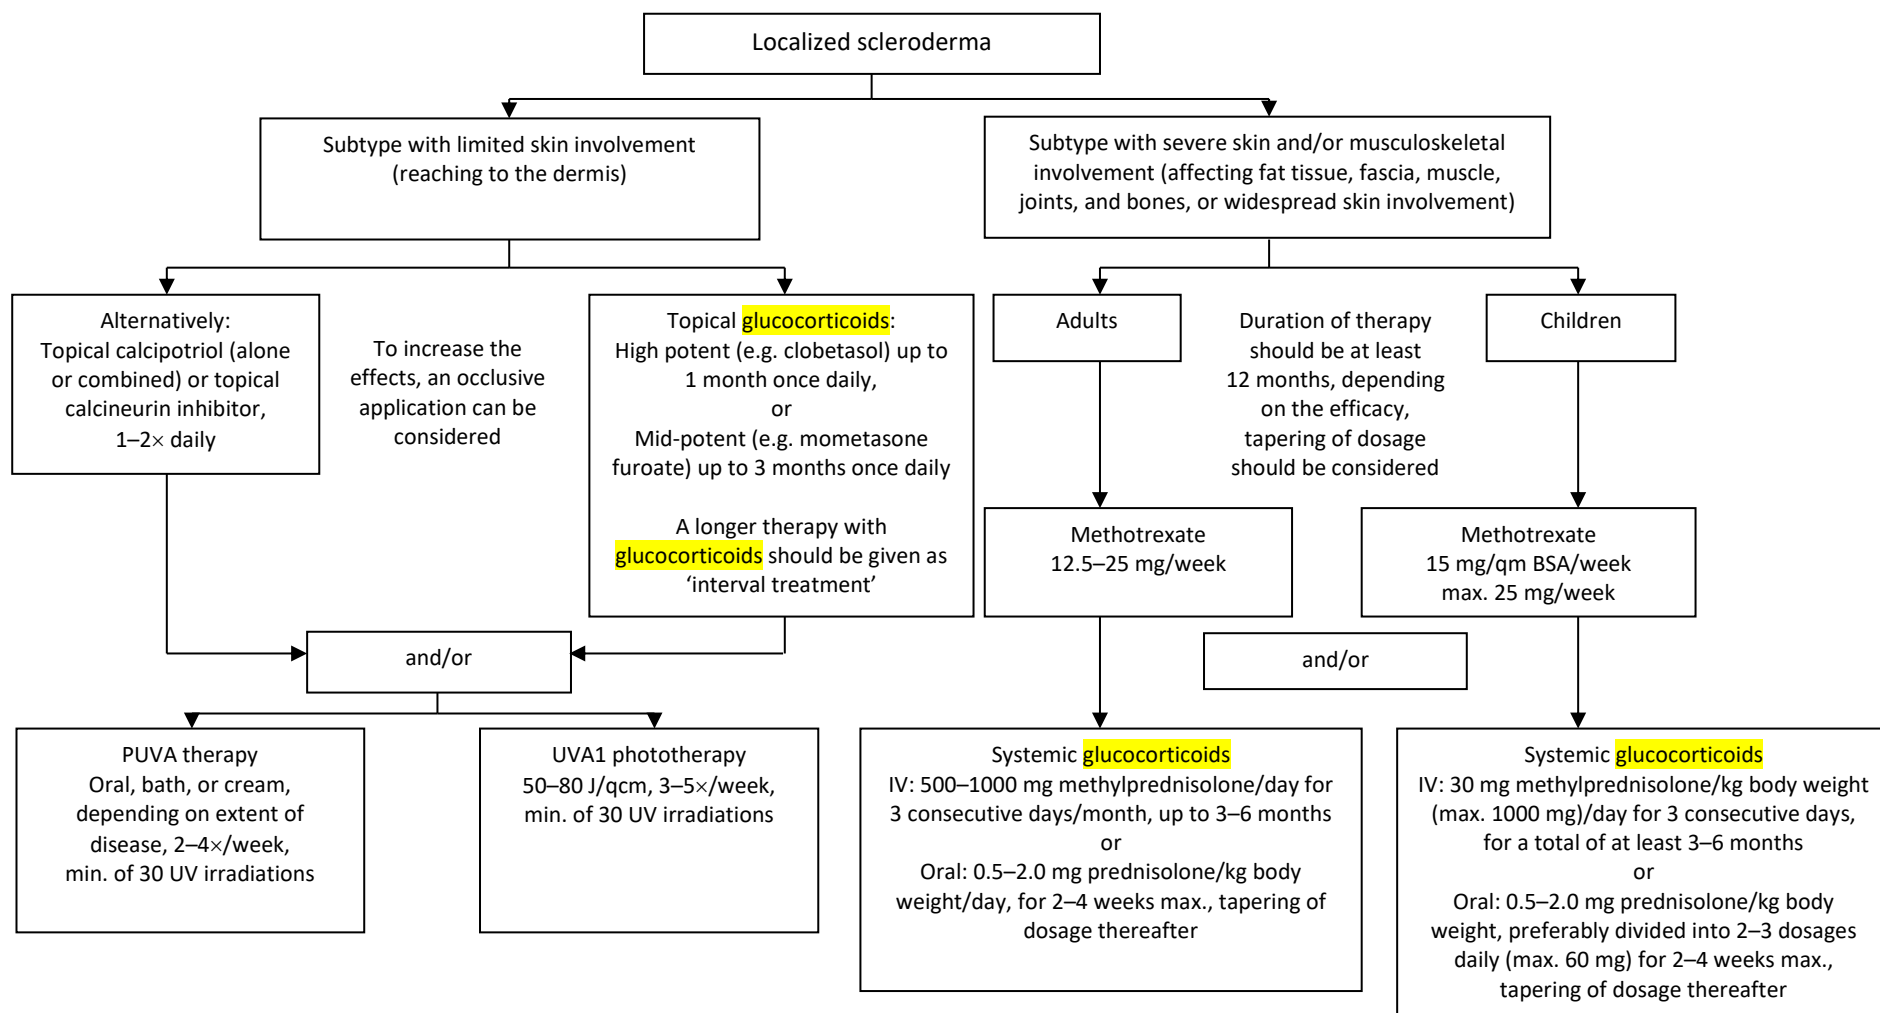 Localized scleroderma
Subtype with limited skin involvement
(reaching to the dermis)
Subtype with severe skin and/or musculoskeletal
involvement (affecting fat tissue, fascia, muscle,
joints, and bones, or widespread skin involvement)
Alternatively:
Topical calcipotriol (alone
or combined) or topical
calcineurin inhibitor,
1–2× daily
To increase the
effects, an occlusive
application can be
considered
Topical glucocorticoids:
High potent (e.g. clobetasol) up to
1 month once daily,
or
Mid-potent (e.g. mometasone
furoate) up to 3 months once daily
A longer therapy with
glucocorticoids should be given as
‘interval treatment’
Adults
Duration of therapy
should be at least
12 months, depending
on the efficacy,
tapering of dosage
should be considered
Children
Methotrexate
12.5–25 mg/week
Methotrexate
15 mg/qm BSA/week
max. 25 mg/week
and/or
and/or
PUVA therapy
Oral, bath, or cream,
depending on extent of
disease, 2–4×/week,
min. of 30 UV irradiations
UVA1 phototherapy
50–80 J/qcm, 3–5×/week,
min. of 30 UV irradiations
Systemic glucocorticoids
IV: 500–1000 mg methylprednisolone/day for
3 consecutive days/month, up to 3–6 months
or
Oral: 0.5–2.0 mg prednisolone/kg body
weight/day, for 2–4 weeks max., tapering of
dosage thereafter
Systemic glucocorticoids
IV: 30 mg methylprednisolone/kg body weight
(max. 1000 mg)/day for 3 consecutive days,
for a total of at least 3–6 months
or
Oral: 0.5–2.0 mg prednisolone/kg body
weight, preferably divided into 2–3 dosages
daily (max. 60 mg) for 2–4 weeks max.,
tapering of dosage thereafter